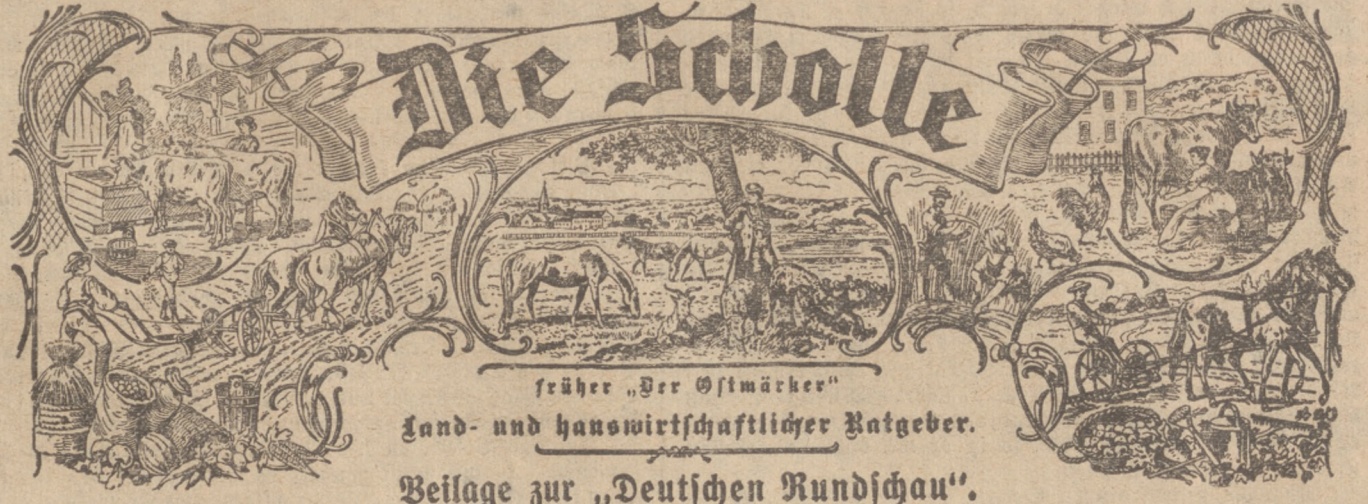 Die Scholle
früher „Der Ostmärker“
Land- und hauswirtschaftlicher Ratgeber.
Beilage zur „Deutschen Rundschau“.